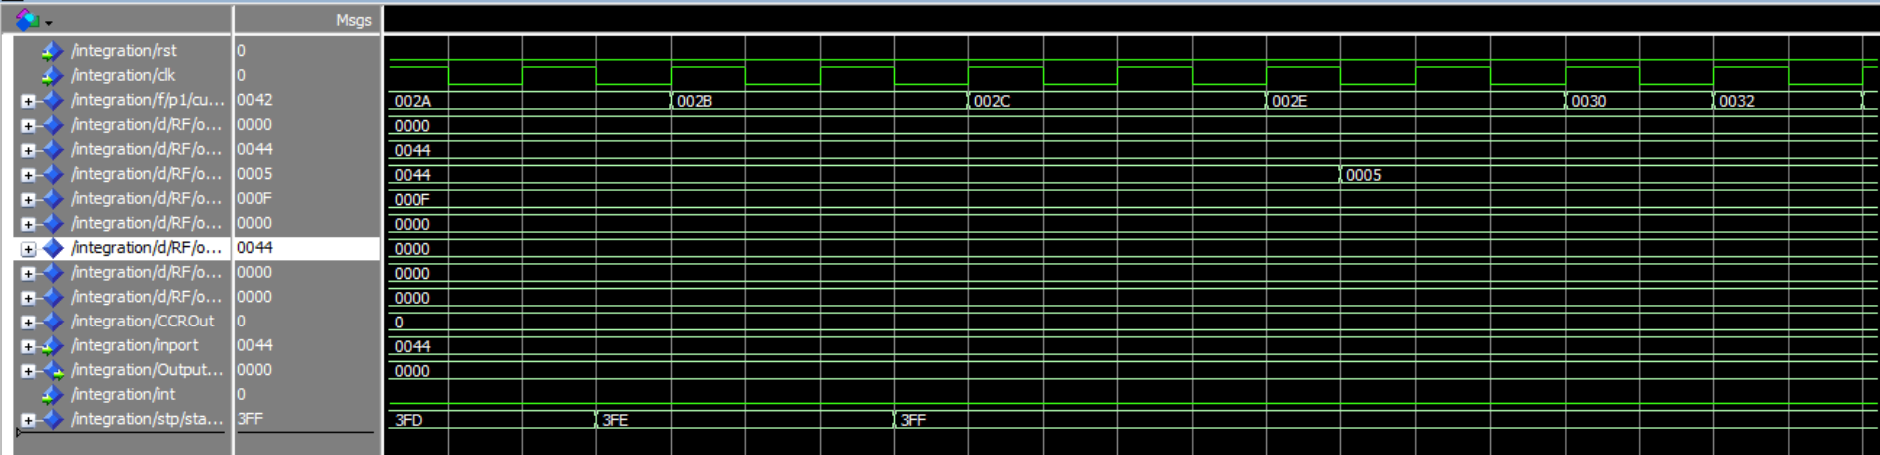 Msgs
/integration/rst 0
/integration/clk 0
/integration/f/p1/cu... 0042 002A 002B 002C 002E 0030 0032
/integration/d/RF/o... 0000 0000
/integration/d/RF/o... 0044 0044
/integration/d/RF/o... 0005 0044 0005
/integration/d/RF/o... 000F 000F
/integration/d/RF/o... 0000 0000
/integration/d/RF/o... 0044 0000
/integration/d/RF/o... 0000 0000
/integration/d/RF/o... 0000 0000
/integration/CCROut 0 0
/integration/inport 0044 0044
/integration/Output... 0000 0000
/integration/int 0
/integration/stp/sta... 3FF 3FD 3FE 3FF